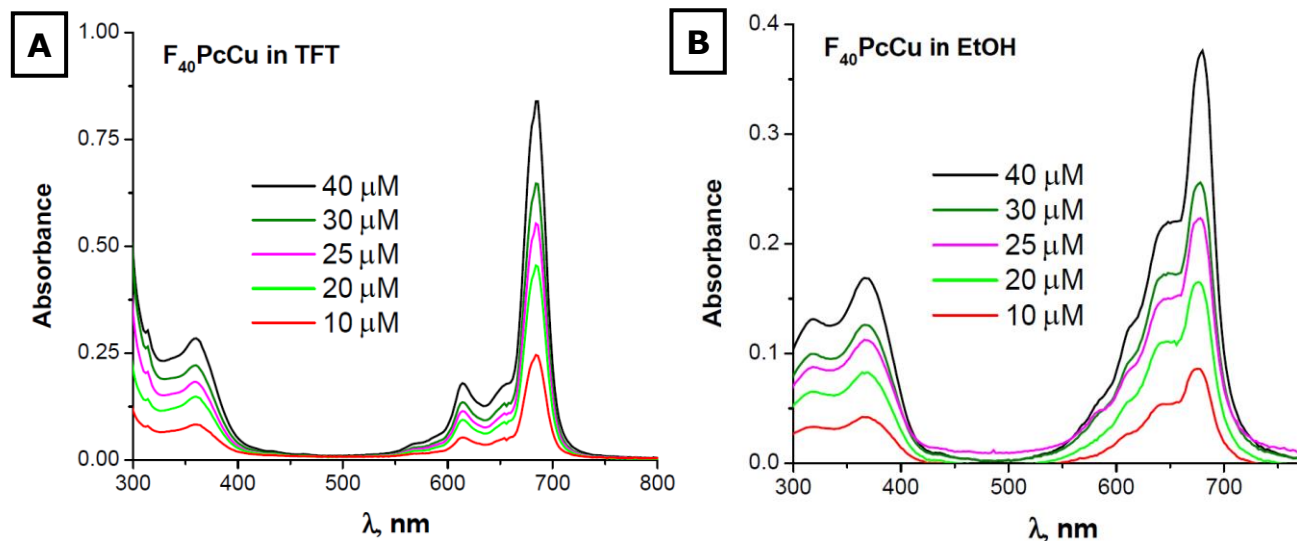 A
F40PcCu in TFT
1.00
0.75
0.50
0.25
0.00
Absorbance
40 μM
30 μM
25 μM
20 μM
10 μM
300 400 500 600 700 800
λ, nm
B
F40PcCu in EtOH
0.4
0.3
0.2
0.1
0.0
Absorbance
40 μM
30 μM
25 μM
20 μM
10 μM
300 400 500 600 700
λ, nm